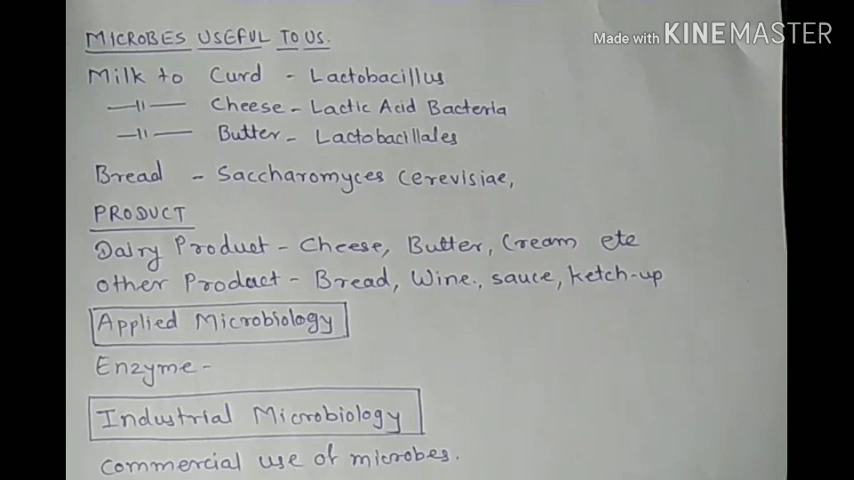 Made with KINEMASTER
MICROBES USEFUL TO US.
Milk to Curd - Lactobacillus
—11— Cheese - Lactic Acid Bacteria
—11— Butter - Lactobacillales
Bread - Saccharomyces Cerevisiae,
PRODUCT
Dairy Product - Cheese, Butter, Cream etc
other Product - Bread, Wine., sauce, ketch-up
Applied Microbiology
Enzyme -
Industrial Microbiology
commercial use of microbes.